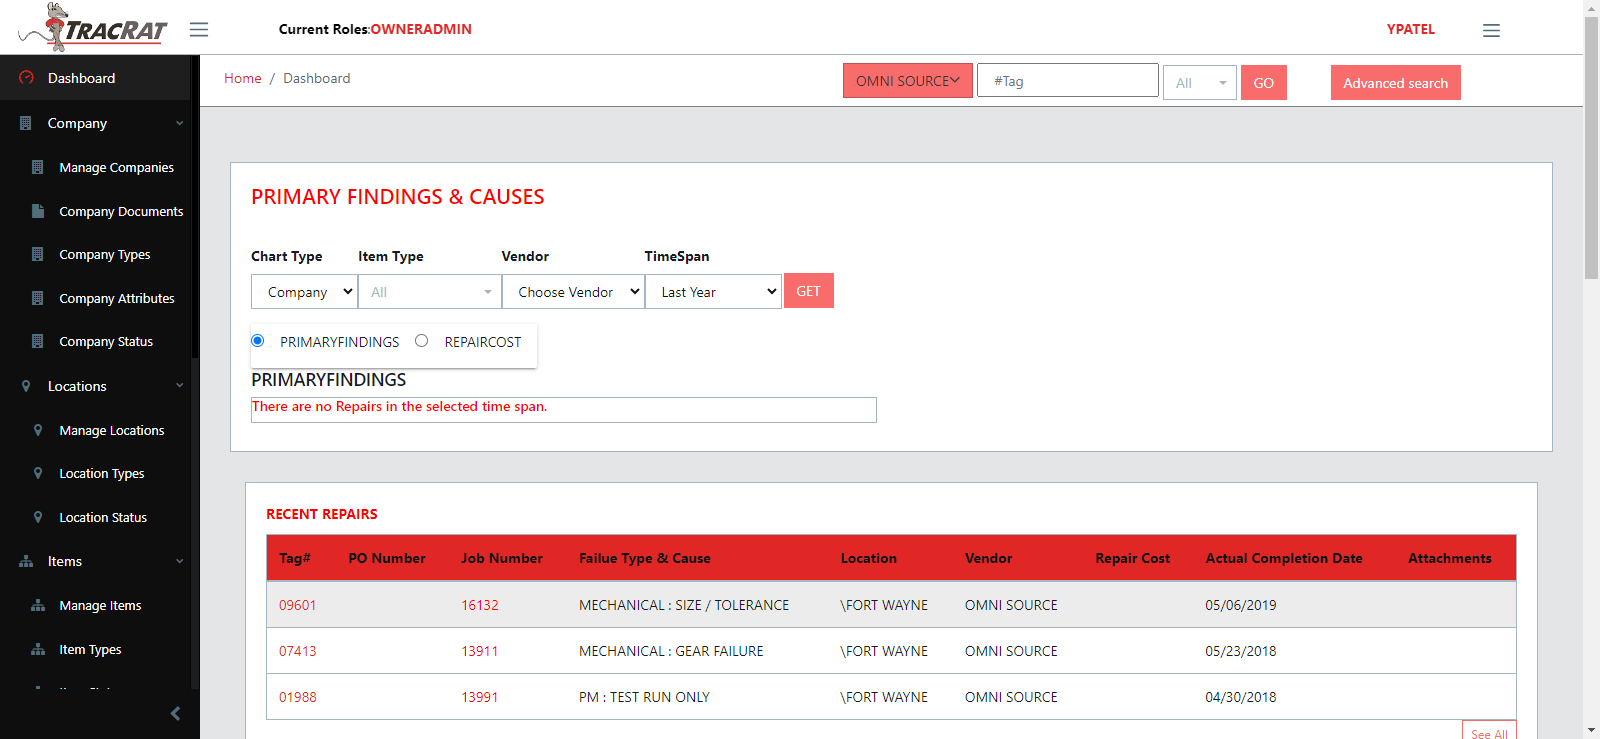 TRACRAT
Current Roles:OWNERADMIN
YPATEL
Dashboard
Company
Manage Companies
Company Documents
Company Types
Company Attributes
Company Status
Locations
Manage Locations
Location Types
Location Status
Items
Manage Items
Item Types
Home / Dashboard
OMNI SOURCE
#Tag
All
GO
Advanced search
PRIMARY FINDINGS & CAUSES
Chart Type Item Type Vendor TimeSpan
Company All Choose Vendor Last Year GET
PRIMARYFINDINGS REPAIRCOST
PRIMARYFINDINGS
There are no Repairs in the selected time span.
RECENT REPAIRS
Tag# PO Number Job Number Failue Type & Cause Location Vendor Repair Cost Actual Completion Date Attachments
09601 16132 MECHANICAL : SIZE / TOLERANCE \FORT WAYNE OMNI SOURCE 05/06/2019
07413 13911 MECHANICAL : GEAR FAILURE \FORT WAYNE OMNI SOURCE 05/23/2018
01988 13991 PM : TEST RUN ONLY \FORT WAYNE OMNI SOURCE 04/30/2018
See All